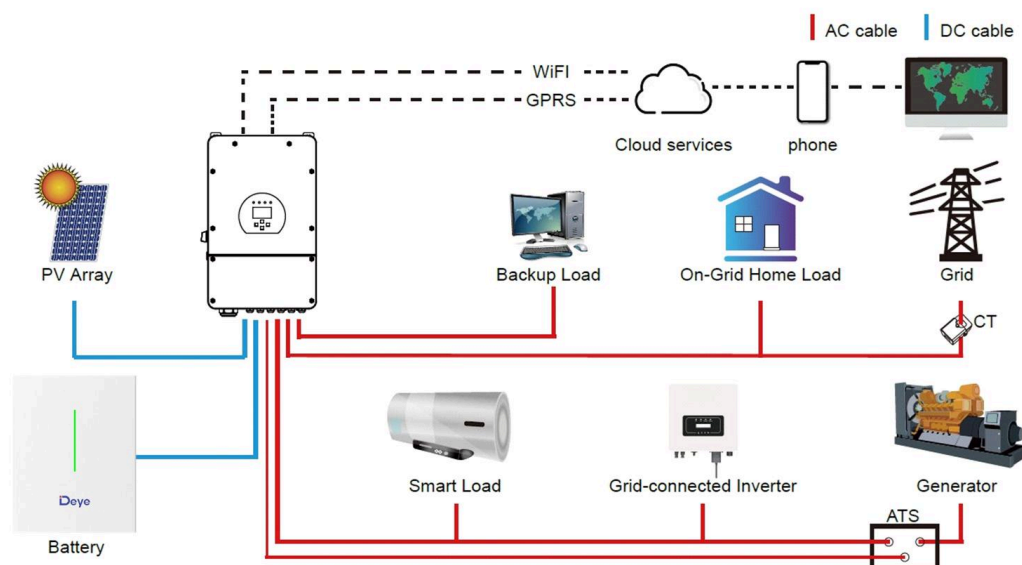 AC cable
DC cable
WiFI
GPRS
Cloud services
phone
PV Array
Backup Load
On-Grid Home Load
Grid
CT
Deye
Battery
Smart Load
Grid-connected Inverter
Generator
ATS